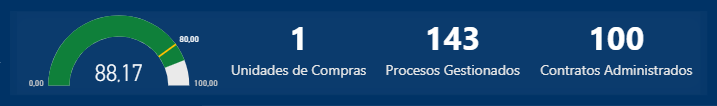 80,00
88,17
0,00
100,00
1
Unidades de Compras
143
Procesos Gestionados
100
Contratos Administrados